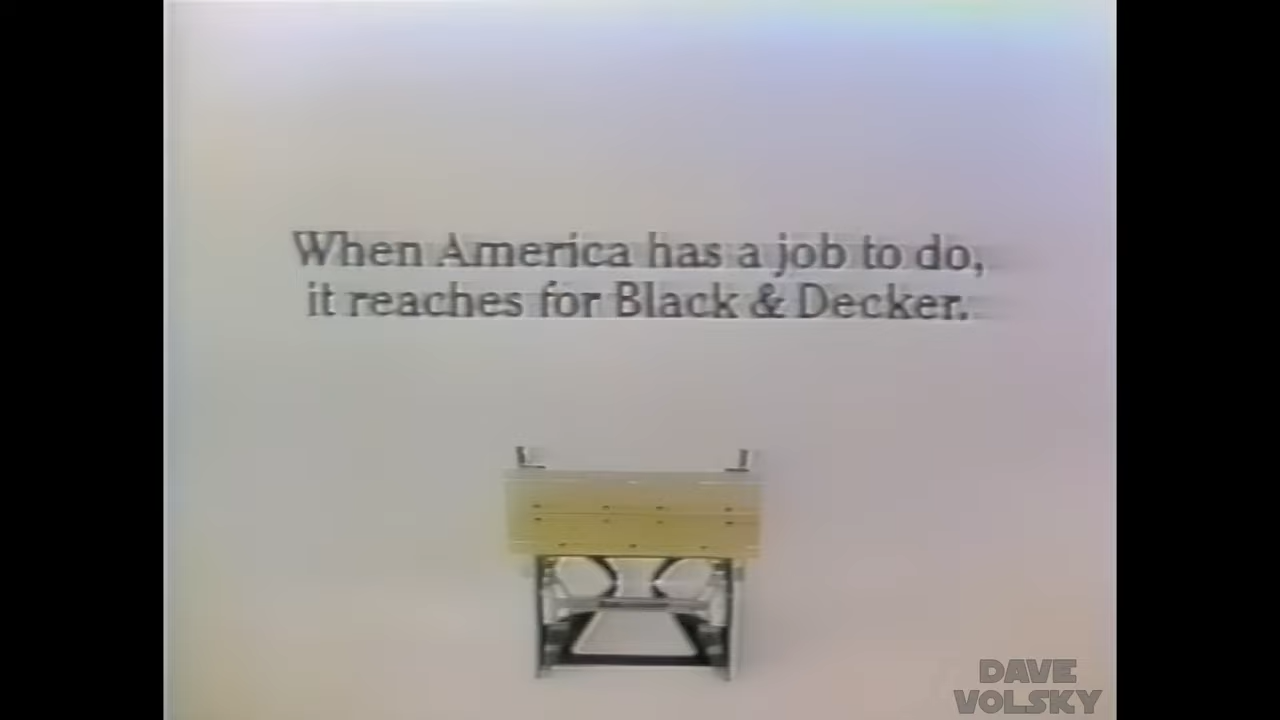 When America has a job to do,
it reaches for Black & Decker.
DAVE
VOLSKY